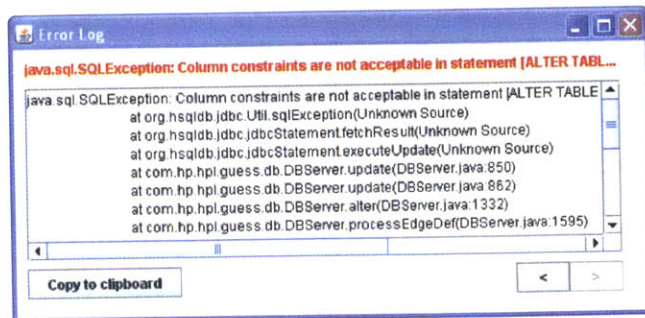 Error Log
java.sql.SQLException: Column constraints are not acceptable in statement [ALTER TABL...
java.sql.SQLException: Column constraints are not acceptable in statement [ALTER TABLE
at org.hsqldb.jdbc.Util.sqlException(Unknown Source)
at org.hsqldb.jdbc.jdbcStatement.fetchResult(Unknown Source)
at org.hsqldb.jdbc.jdbcStatement.executeUpdate(Unknown Source)
at com.hp.hpl.guess.db.DBServer.update(DBServer.java:850)
at com.hp.hpl.guess.db.DBServer.update(DBServer.java:862)
at com.hp.hpl.guess.db.DBServer.alter(DBServer.java:1332)
at com.hp.hpl.guess.db.DBServer.processEdgeDef(DBServer.java:1595)
Copy to clipboard
< >